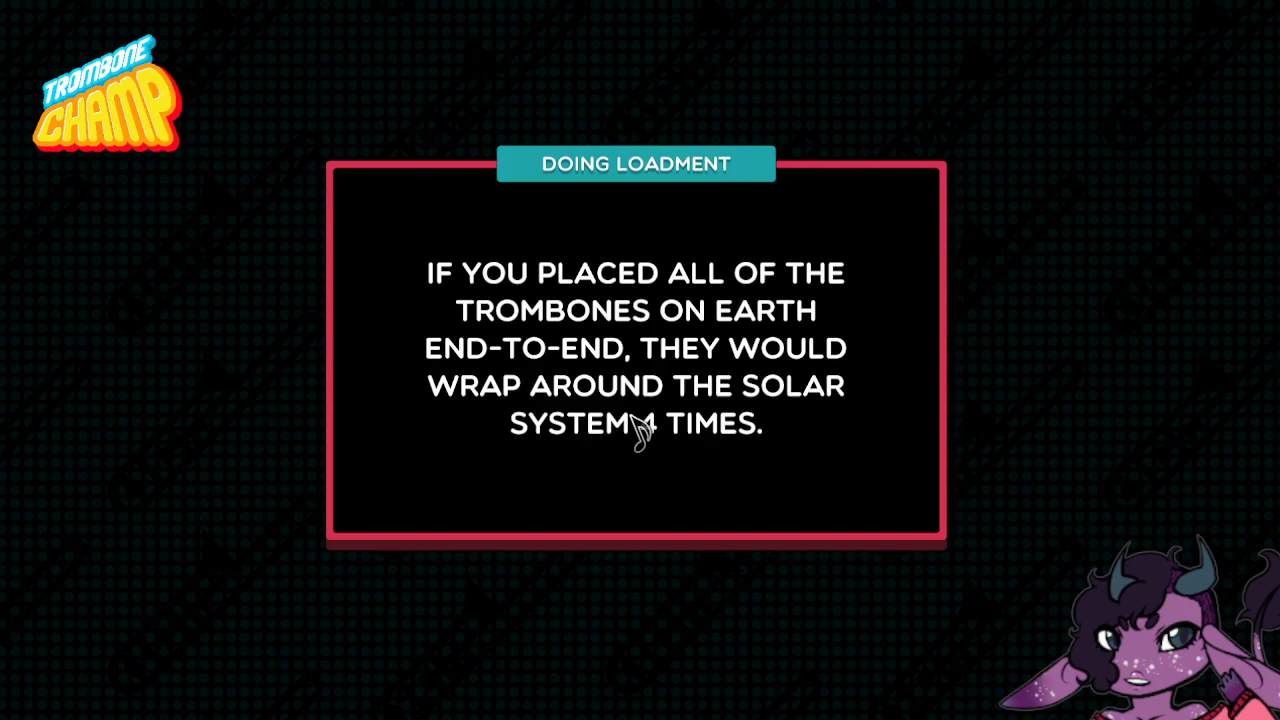 TROMBONE
CHAMP
DOING LOADMENT
IF YOU PLACED ALL OF THE
TROMBONES ON EARTH
END-TO-END, THEY WOULD
WRAP AROUND THE SOLAR
SYSTEM 4 TIMES.